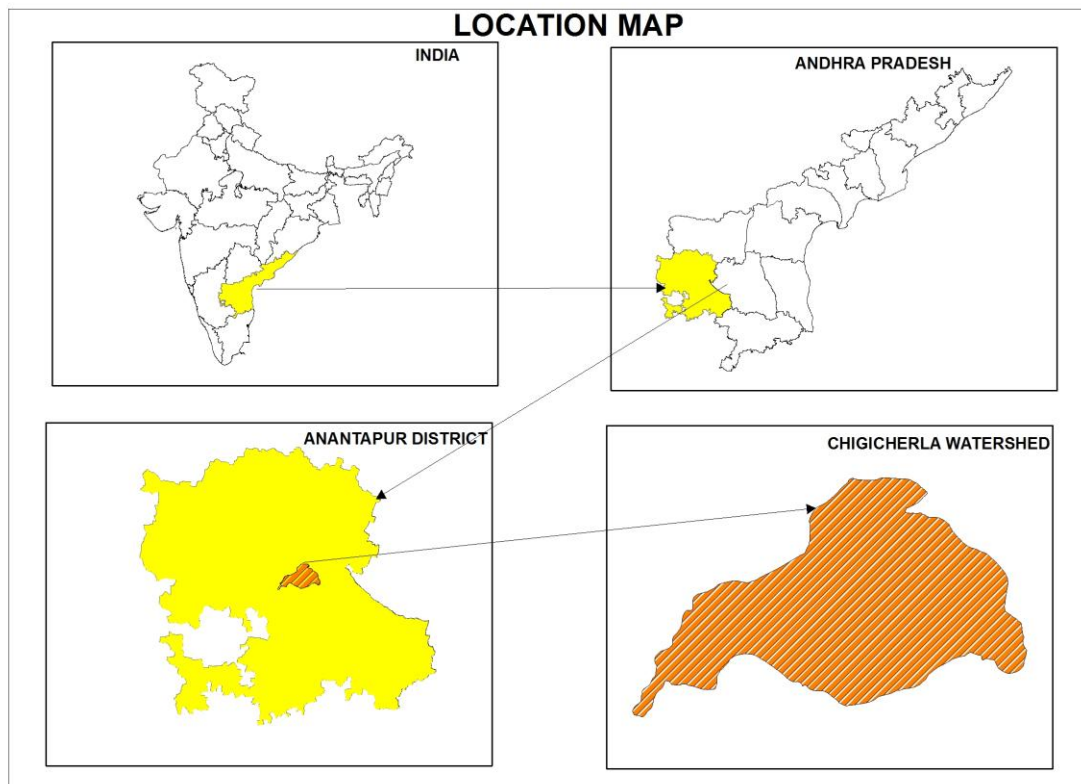 LOCATION MAP
INDIA
ANDHRA PRADESH
ANANTAPUR DISTRICT
CHIGICHERLA WATERSHED